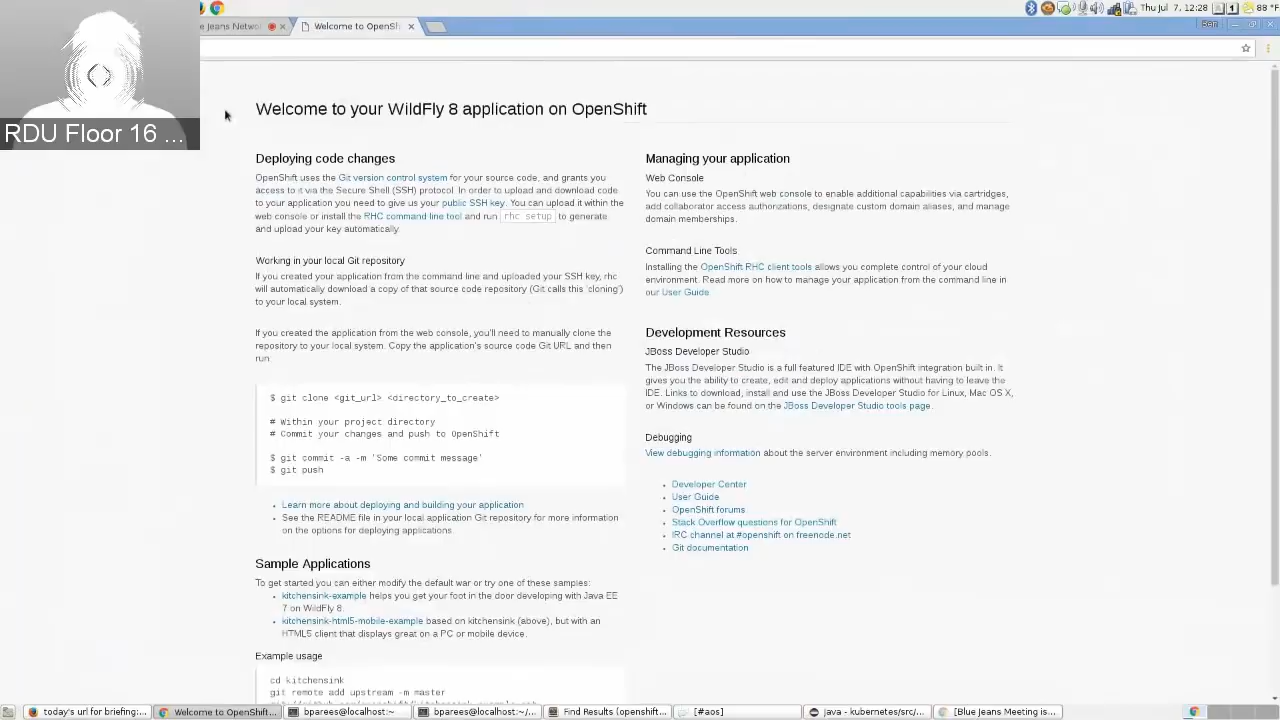 e Jeans Netwo
Welcome to OpenSh
Thu Jul 7, 12:28
88 °F
Ben
RDU Floor 16 ...
Welcome to your WildFly 8 application on OpenShift
Deploying code changes
OpenShift uses the Git version control system for your source code, and grants you
access to it via the Secure Shell (SSH) protocol. In order to upload and download code
to your application you need to give us your public SSH key. You can upload it within the
web console or install the RHC command line tool and run rhc setup to generate
and upload your key automatically.
Working in your local Git repository
If you created your application from the command line and uploaded your SSH key, rhc
will automatically download a copy of that source code repository (Git calls this 'cloning')
to your local system.
If you created the application from the web console, you'll need to manually clone the
repository to your local system. Copy the application's source code Git URL and then
run:
$ git clone <git_url> <directory_to_create>
# Within your project directory
# Commit your changes and push to OpenShift
$ git commit -a -m 'Some commit message'
$ git push
Learn more about deploying and building your application
See the README file in your local application Git repository for more information
on the options for deploying applications.
Sample Applications
To get started you can either modify the default war or try one of these samples:
kitchensink-example helps you get your foot in the door developing with Java EE
7 on WildFly 8.
kitchensink-html5-mobile-example based on kitchensink (above), but with an
HTML5 client that displays great on a PC or mobile device.
Example usage
cd kitchensink
git remote add upstream -m master
Managing your application
Web Console
You can use the OpenShift web console to enable additional capabilities via cartridges,
add collaborator access authorizations, designate custom domain aliases, and manage
domain memberships.
Command Line Tools
Installing the OpenShift RHC client tools allows you complete control of your cloud
environment. Read more on how to manage your application from the command line in
our User Guide.
Development Resources
JBoss Developer Studio
The JBoss Developer Studio is a full featured IDE with OpenShift integration built in. It
gives you the ability to create, edit and deploy applications without having to leave the
IDE. Links to download, install and use the JBoss Developer Studio for Linux, Mac OS X,
or Windows can be found on the JBoss Developer Studio tools page.
Debugging
View debugging information about the server environment including memory pools.
Developer Center
User Guide
OpenShift forums
Stack Overflow questions for OpenShift
IRC channel at #openshift on freenode.net
Git documentation
today's url for briefing:...
Welcome to OpenShift...
bparees@localhost:~
bparees@localhost:~/...
Find Results (openshift...
[#aos]
Java - kubernetes/src/...
[Blue Jeans Meeting is...